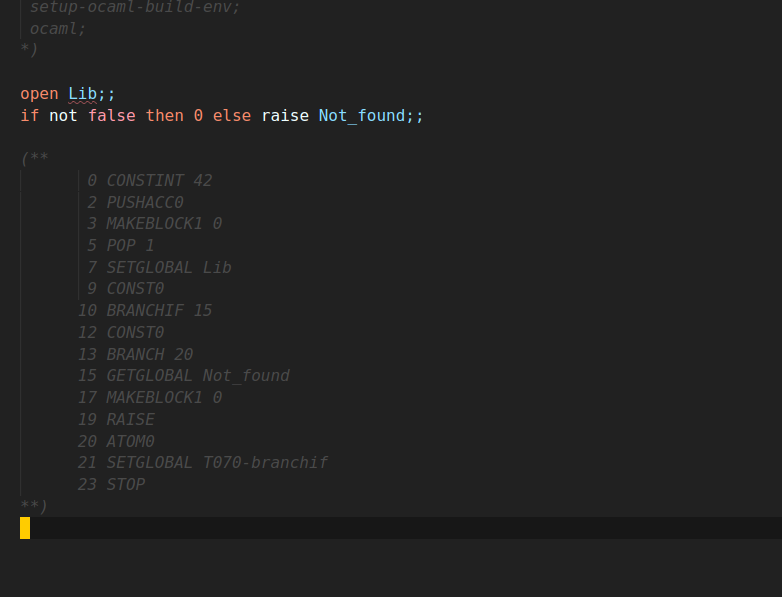 setup-ocaml-build-env;
ocaml;
*)
open Lib;;
if not false then 0 else raise Not_found;;
(**
0 CONSTINT 42
2 PUSHACC0
3 MAKEBLOCK1 0
5 POP 1
7 SETGLOBAL Lib
9 CONST0
10 BRANCHIF 15
12 CONST0
13 BRANCH 20
15 GETGLOBAL Not_found
17 MAKEBLOCK1 0
19 RAISE
20 ATOM0
21 SETGLOBAL T070-branchif
23 STOP
**)